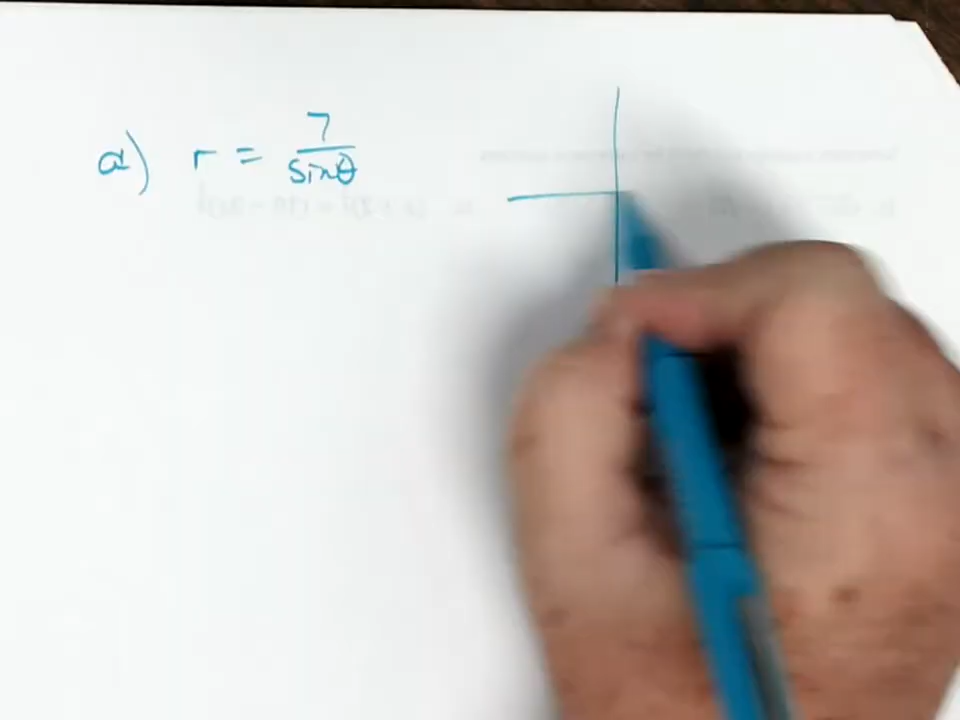 a) r = 7/sinθ